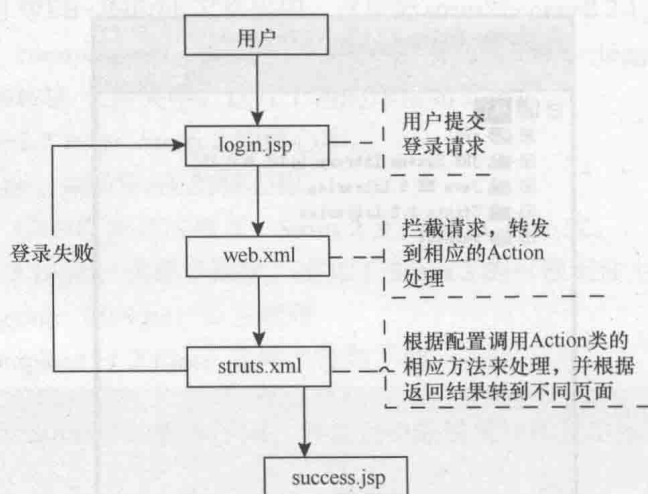 用户
login.jsp
用户提交
登录请求
登录失败
web.xml
拦截请求，转发
到相应的Action
处理
struts.xml
根据配置调用Action类的
相应方法来处理，并根据
返回结果转到不同页面
success.jsp